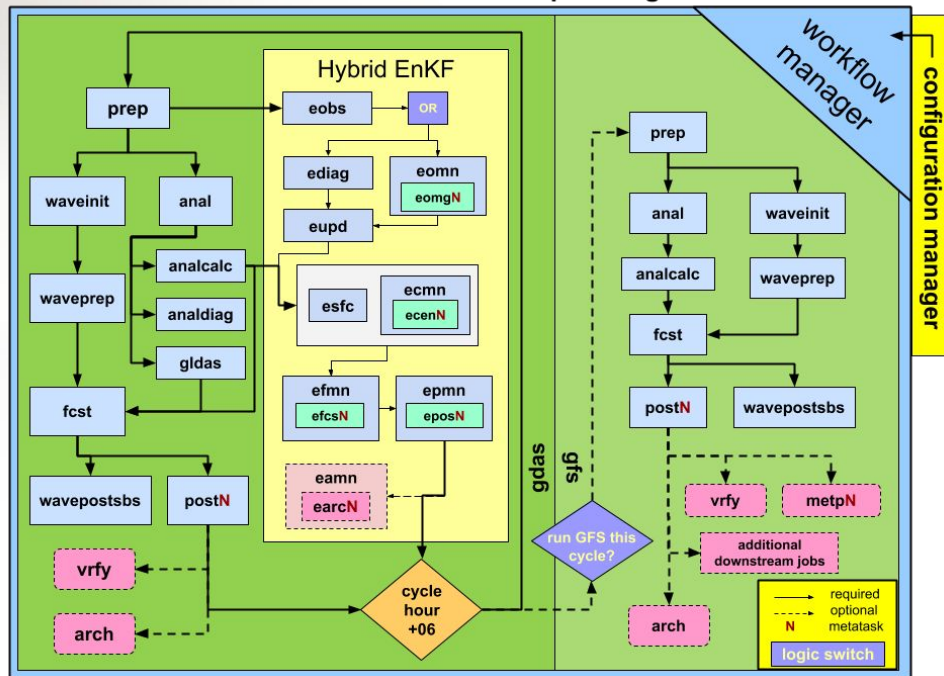 prep
waveinit
anal
waveprep
analcalc
analdiag
gldas
fcst
wavepostsbs
postN
vrfy
arch
Hybrid EnKF
eobs
OR
ediag
eomn
eomgN
eupd
esfc
ecmn
ecenN
efmn
efcsN
epmn
eposN
eamn
earcN
cycle
hour
+06
gdas
gfs
run GFS this
cycle?
prep
anal
waveinit
analcalc
waveprep
fcst
postN
wavepostsbs
vrfy
metpN
additional
downstream jobs
arch
workflow
manager
configuration manager
required
optional
N metatask
logic switch